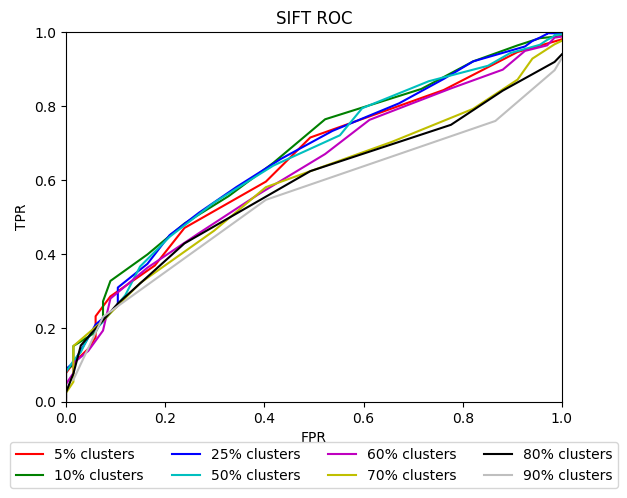 SIFT ROC
1.0
0.8
0.6
0.4
0.2
0.0
TPR
0.0 0.2 0.4 0.6 0.8 1.0
FPR
5% clusters 25% clusters 60% clusters 80% clusters
10% clusters 50% clusters 70% clusters 90% clusters